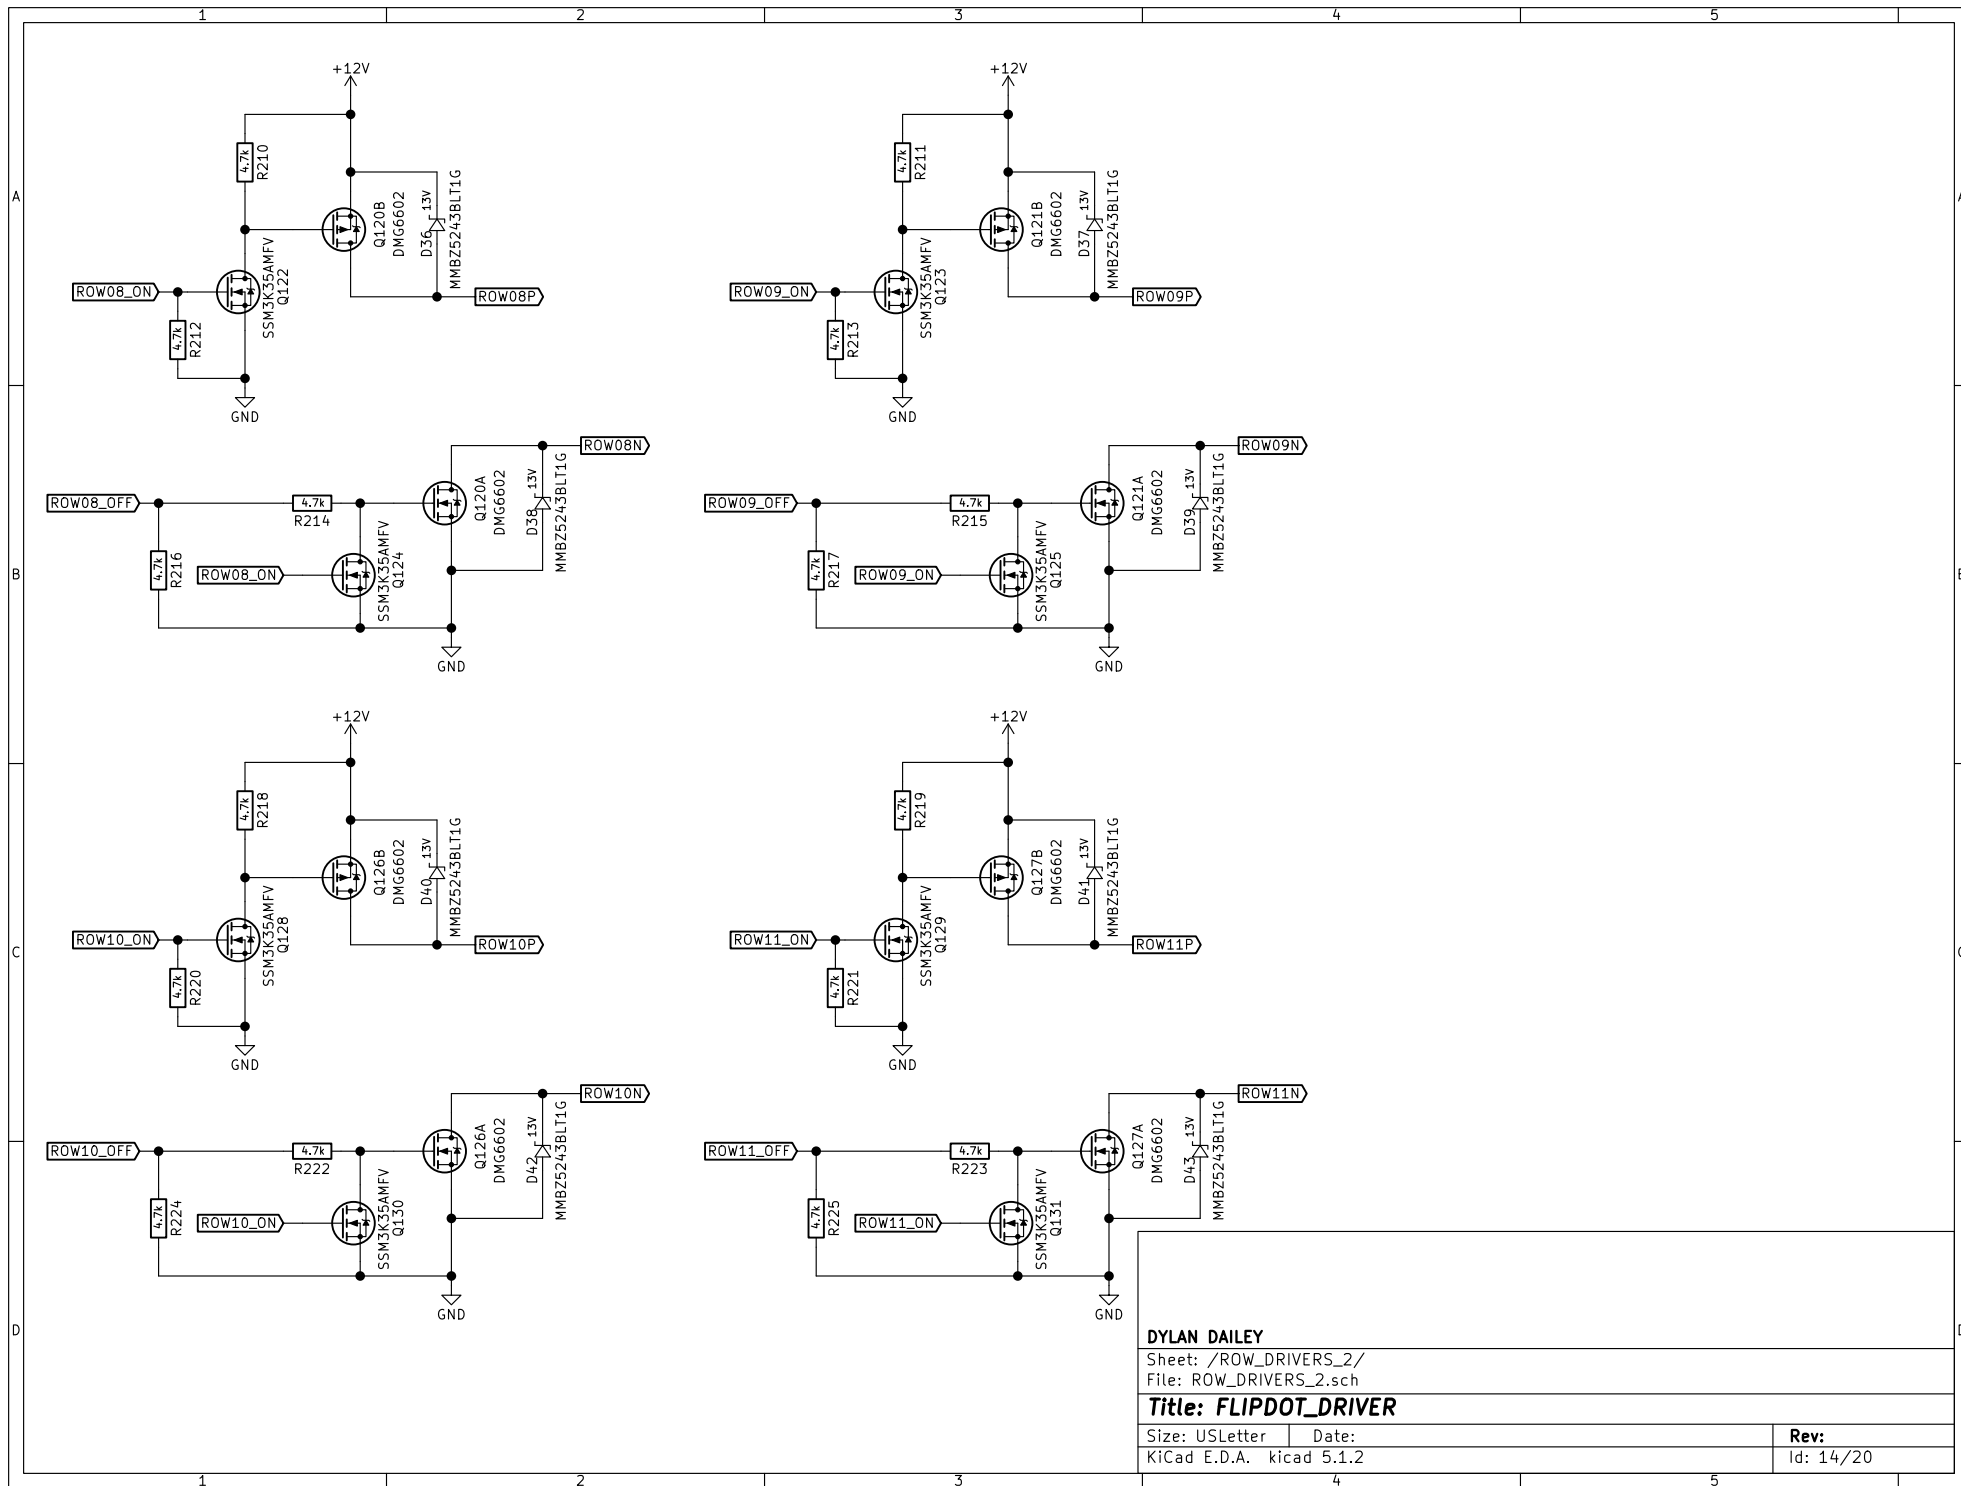 1 2 3 4 5
A
A
B
B
C
C
D
D
+12V
4.7k
R210
Q120B
DMG6602
D36 13V
MMBZ5243BLT1G
ROW08_ON
SSM3K35AMFV
Q122
4.7k
R212
ROW08P
GND
+12V
4.7k
R211
Q121B
DMG6602
D37 13V
MMBZ5243BLT1G
ROW09_ON
SSM3K35AMFV
Q123
4.7k
R213
ROW09P
GND
ROW08_OFF
4.7k
R214
Q120A
DMG6602
D38 13V
MMBZ5243BLT1G
ROW08N
4.7k
R216
ROW08_ON
SSM3K35AMFV
Q124
GND
ROW09_OFF
4.7k
R215
Q121A
DMG6602
D39 13V
MMBZ5243BLT1G
ROW09N
4.7k
R217
ROW09_ON
SSM3K35AMFV
Q125
GND
+12V
4.7k
R218
Q126B
DMG6602
D40 13V
MMBZ5243BLT1G
ROW10_ON
SSM3K35AMFV
Q128
4.7k
R220
ROW10P
GND
+12V
4.7k
R219
Q127B
DMG6602
D41 13V
MMBZ5243BLT1G
ROW11_ON
SSM3K35AMFV
Q129
4.7k
R221
ROW11P
GND
ROW10_OFF
4.7k
R222
Q126A
DMG6602
D42 13V
MMBZ5243BLT1G
ROW10N
4.7k
R224
ROW10_ON
SSM3K35AMFV
Q130
GND
ROW11_OFF
4.7k
R223
Q127A
DMG6602
D43 13V
MMBZ5243BLT1G
ROW11N
4.7k
R225
ROW11_ON
SSM3K35AMFV
Q131
GND
DYLAN DAILEY
Sheet: /ROW_DRIVERS_2/
File: ROW_DRIVERS_2.sch
Title: FLIPDOT_DRIVER
Size: USLetter Date: Rev:
KiCad E.D.A. kicad 5.1.2 Id: 14/20
1 2 3 4 5